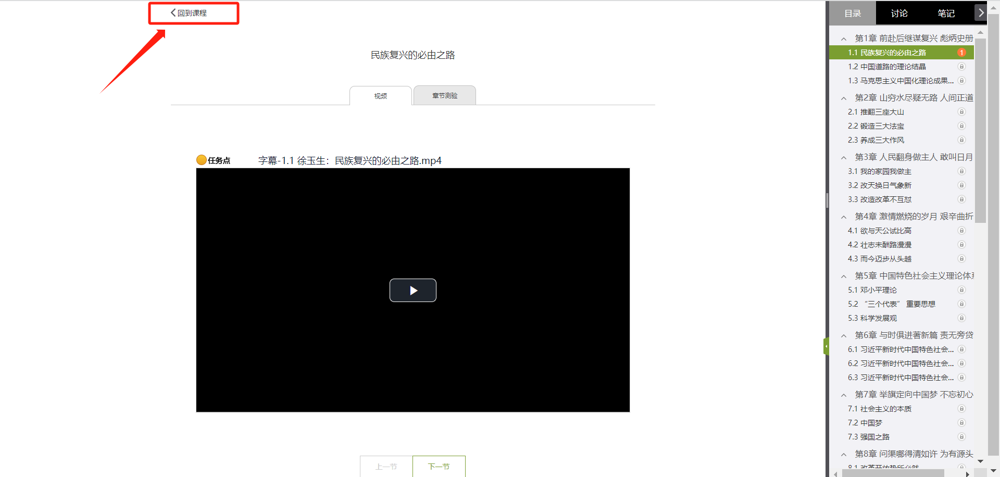 回到课程
民族复兴的必由之路
视频
章节测验
任务点
字幕-1.1 徐玉生：民族复兴的必由之路.mp4
上一节
下一节
目录
讨论
笔记
第1章 前赴后继谋复兴 彪炳史册
1.1 民族复兴的必由之路
1
1.2 中国道路的理论结晶
1.3 马克思主义中国化理论成果...
第2章 山穷水尽疑无路 人间正道
2.1 推翻三座大山
2.2 锻造三大法宝
2.3 养成三大作风
第3章 人民翻身做主人 敢叫日月
3.1 我的家园我做主
3.2 改天换日气象新
3.3 改造改革不互怼
第4章 激情燃烧的岁月 艰辛曲折
4.1 欲与天公试比高
4.2 壮志未酬路漫漫
4.3 而今迈步从头越
第5章 中国特色社会主义理论体系
5.1 邓小平理论
5.2 “三个代表” 重要思想
5.3 科学发展观
第6章 与时俱进著新篇 责无旁贷
6.1 习近平新时代中国特色社会...
6.2 习近平新时代中国特色社会...
6.3 习近平新时代中国特色社会...
第7章 举旗定向中国梦 不忘初心
7.1 社会主义的本质
7.2 中国梦
7.3 强国之路
第8章 问渠哪得清如许 为有源头
8.1 改革开放势所必然